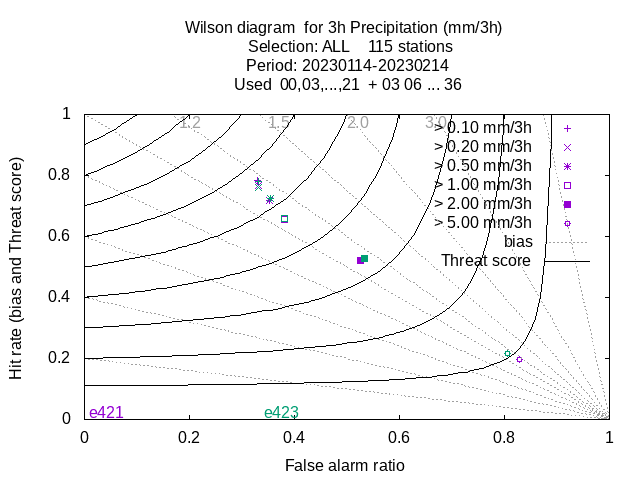 Wilson diagram  for 3h Precipitation (mm/3h)
Selection: ALL    115 stations
Period: 20230114-20230214
Used  00,03,...,21  + 03 06 ... 36
Hit rate (bias and Threat score)
1
0.8
0.6
0.4
0.2
0
1.2
1.5
2.0
3.0
> 0.10 mm/3h
> 0.20 mm/3h
> 0.50 mm/3h
> 1.00 mm/3h
> 2.00 mm/3h
> 5.00 mm/3h
bias
Threat score
e421
e423
0
0.2
0.4
0.6
0.8
1
False alarm ratio